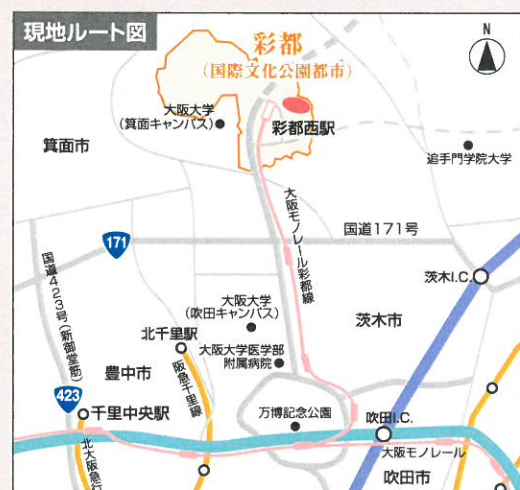 現地ルート図
N
彩都
(国際文化公園都市)
大阪大学
(箕面キャンパス)
彩都西駅
箕面市
追手門学院大学
大阪モノレール彩都線
国道171号
171
国道423号(新御堂筋)
茨木I.C.
大阪大学
(吹田キャンパス)
茨木市
北千里駅
大阪大学医学部
附属病院
阪急千里線
豊中市
423
千里中央駅
万博記念公園
吹田I.C.
大阪モノレール
北大阪急行
吹田市